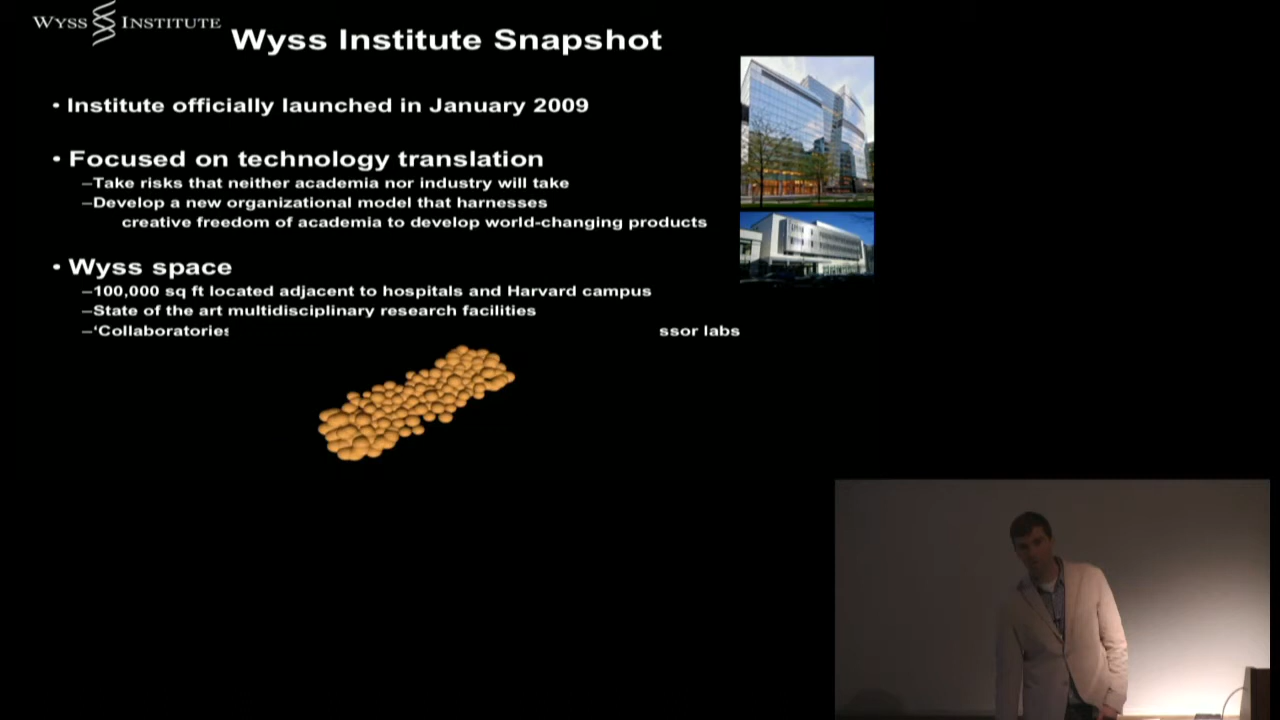 WYSS INSTITUTE
Wyss Institute Snapshot
• Institute officially launched in January 2009
• Focused on technology translation
–Take risks that neither academia nor industry will take
–Develop a new organizational model that harnesses
creative freedom of academia to develop world-changing products
• Wyss space
–100,000 sq ft located adjacent to hospitals and Harvard campus
–State of the art multidisciplinary research facilities
–‘Collaboratories ssor labs